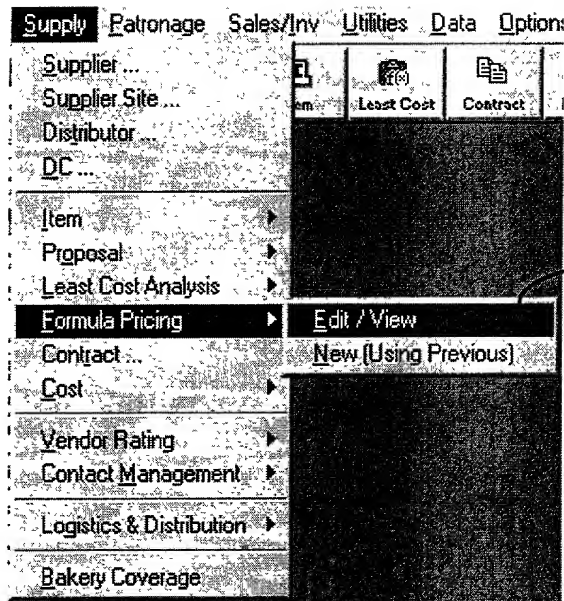 Supply Patronage Sales/Inv Utilities Data Option
Supplier ...
Supplier Site ...
Distributor ...
DC ...
Least Cost
Contract
Item
Proposal
Least Cost Analysis
Formula Pricing
Edit / View
Contract ...
New (Using Previous)
Cost
Vendor Rating
Contact Management
Logistics & Distribution
Bakery Coverage